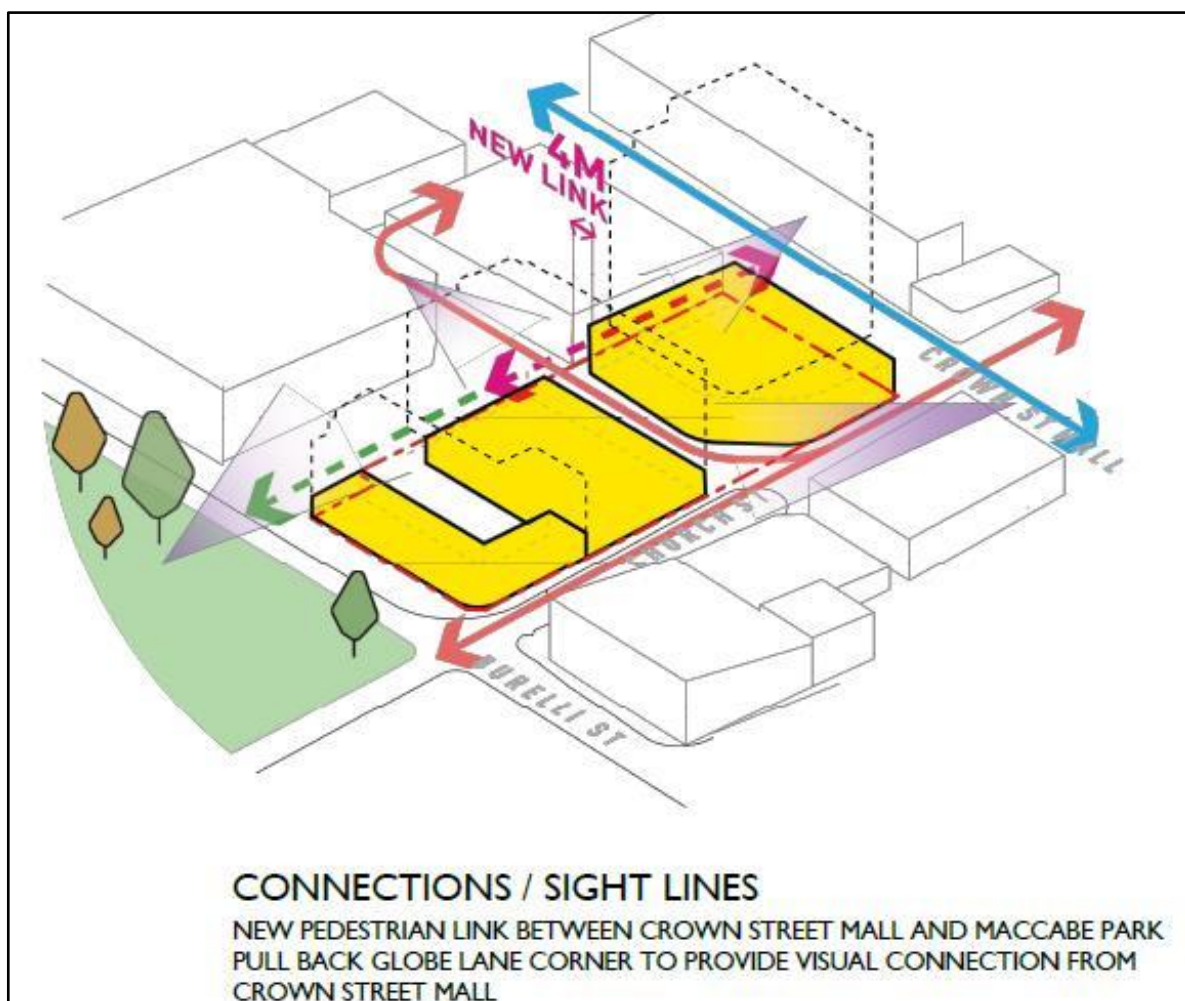 4M
NEW LINK
CROWN ST MALL
CHURCH ST
BURELLI ST
CONNECTIONS / SIGHT LINES
NEW PEDESTRIAN LINK BETWEEN CROWN STREET MALL AND MACCABE PARK
PULL BACK GLOBE LANE CORNER TO PROVIDE VISUAL CONNECTION FROM
CROWN STREET MALL